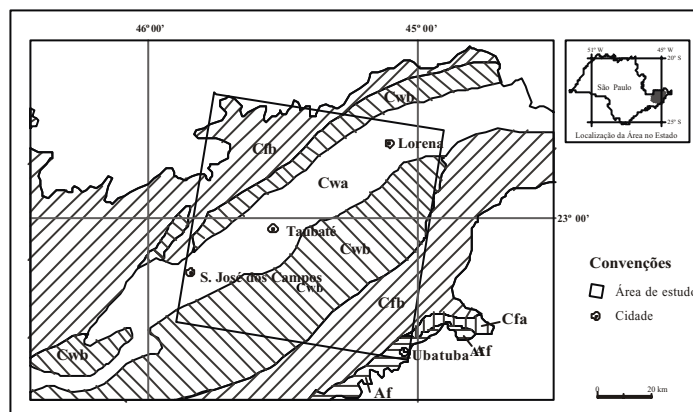 46º 00'
45º 00'
51º W
45º W
20º S
São Paulo
25º S
Localização da Área no Estado
Cwb
Cfb
Lorena
Cwa
23º 00'
Taubaté
Cwb
S. José dos Campos
Cwb
Cfb
Convenções
Área de estudo
Cidade
Cfa
Cwb
Ubatuba
Af
Af
Af
0
20 km